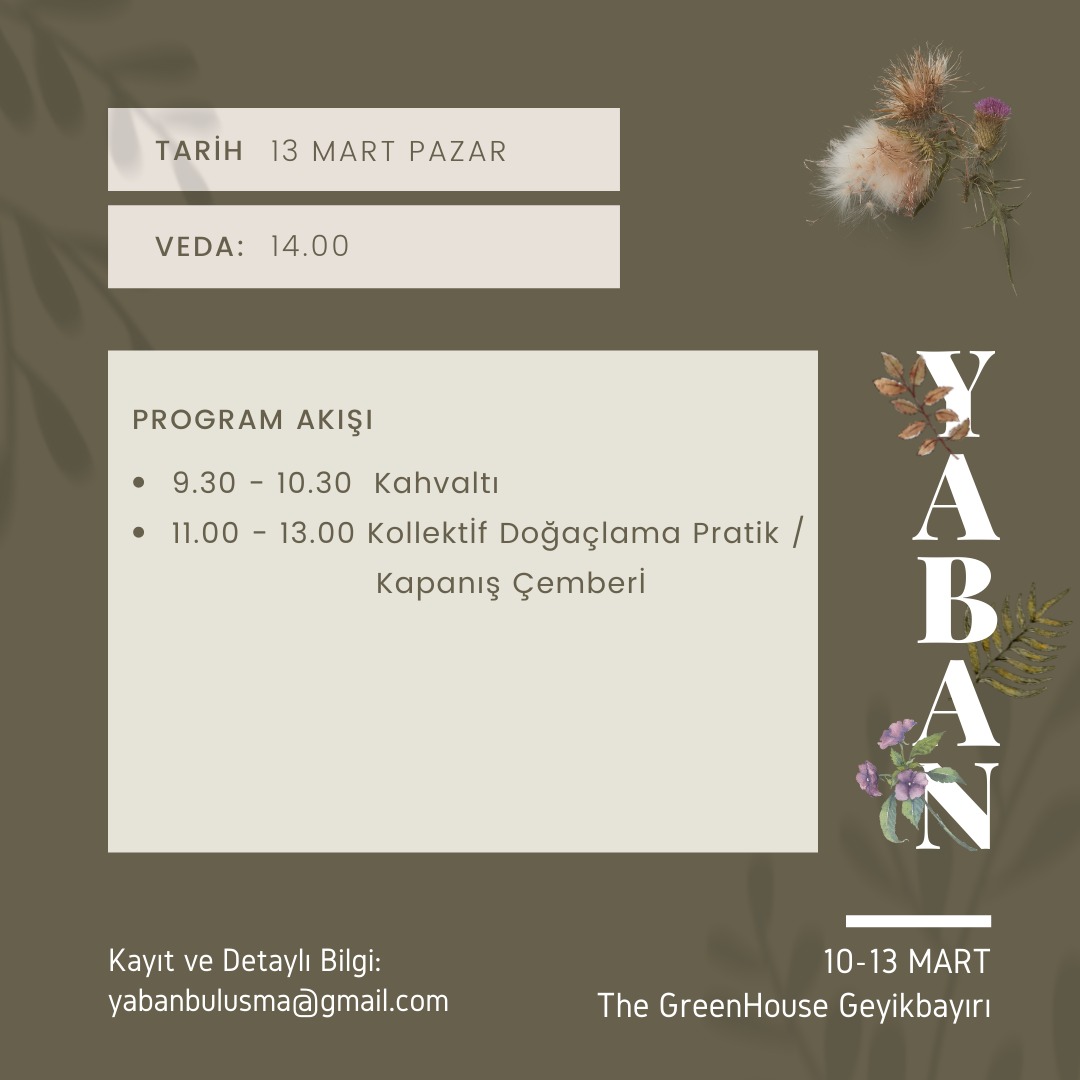 TARİH 13 MART PAZAR
VEDA: 14.00
PROGRAM AKIŞI
• 9.30 - 10.30 Kahvaltı
• 11.00 - 13.00 Kollektİf Doğaçlama Pratik /
Kapanış Çemberİ
YABAN
Kayıt ve Detaylı Bilgi:
yabanbulusma@gmail.com
10-13 MART
The GreenHouse Geyikbayırı